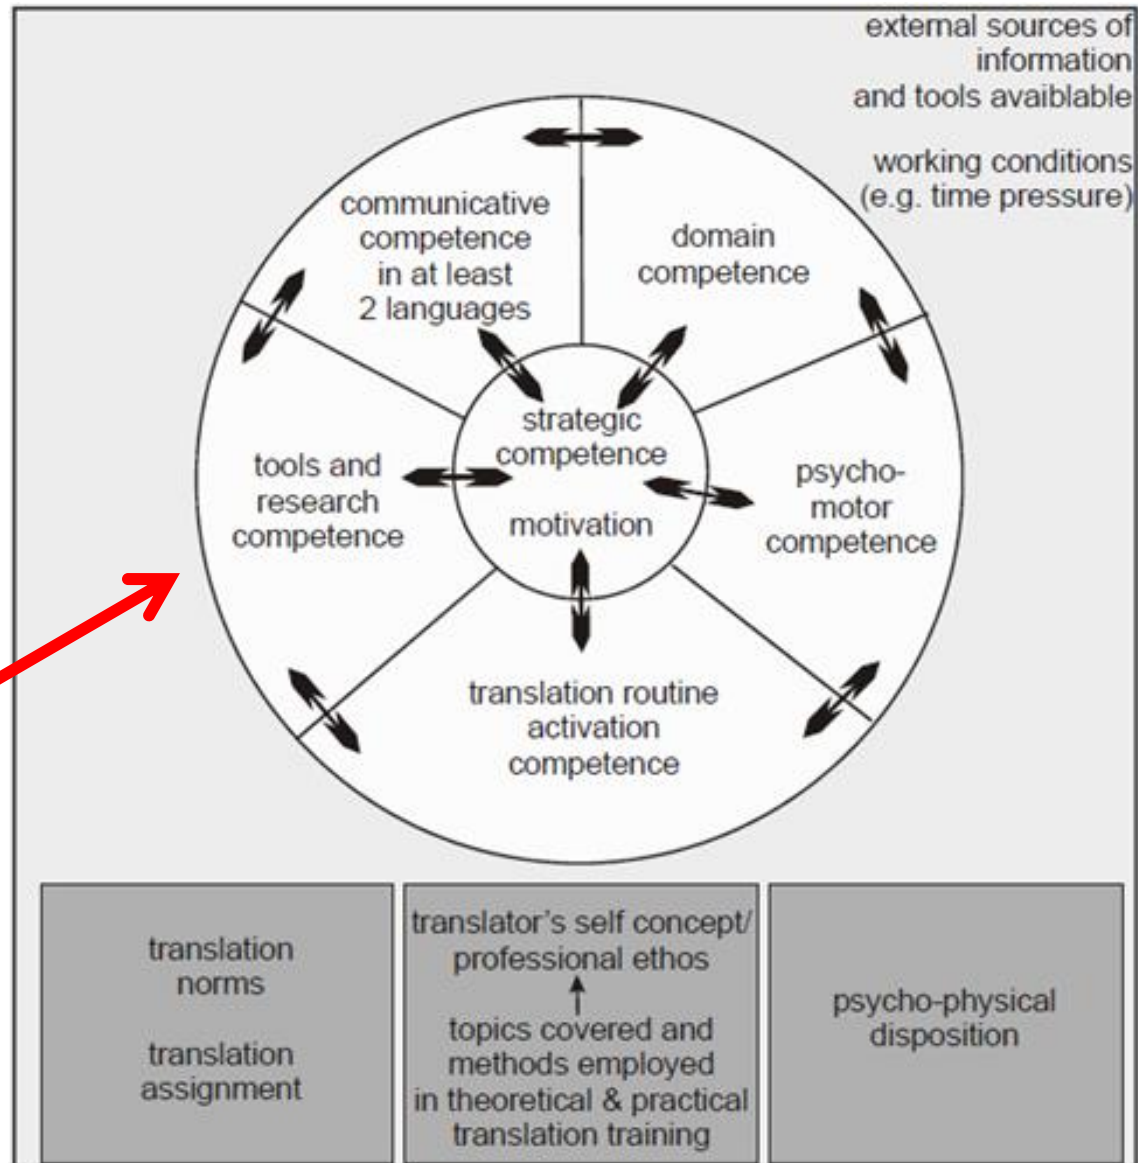 external sources of
information
and tools avaiblable
working conditions
(e.g. time pressure)
communicative
competence
in at least
2 languages
domain
competence
strategic
competence
motivation
tools and
research
competence
psycho-
motor
competence
translation routine
activation
competence
translation
norms
translation
assignment
translator's self concept/
professional ethos
topics covered and
methods employed
in theoretical & practical
translation training
psycho-physical
disposition